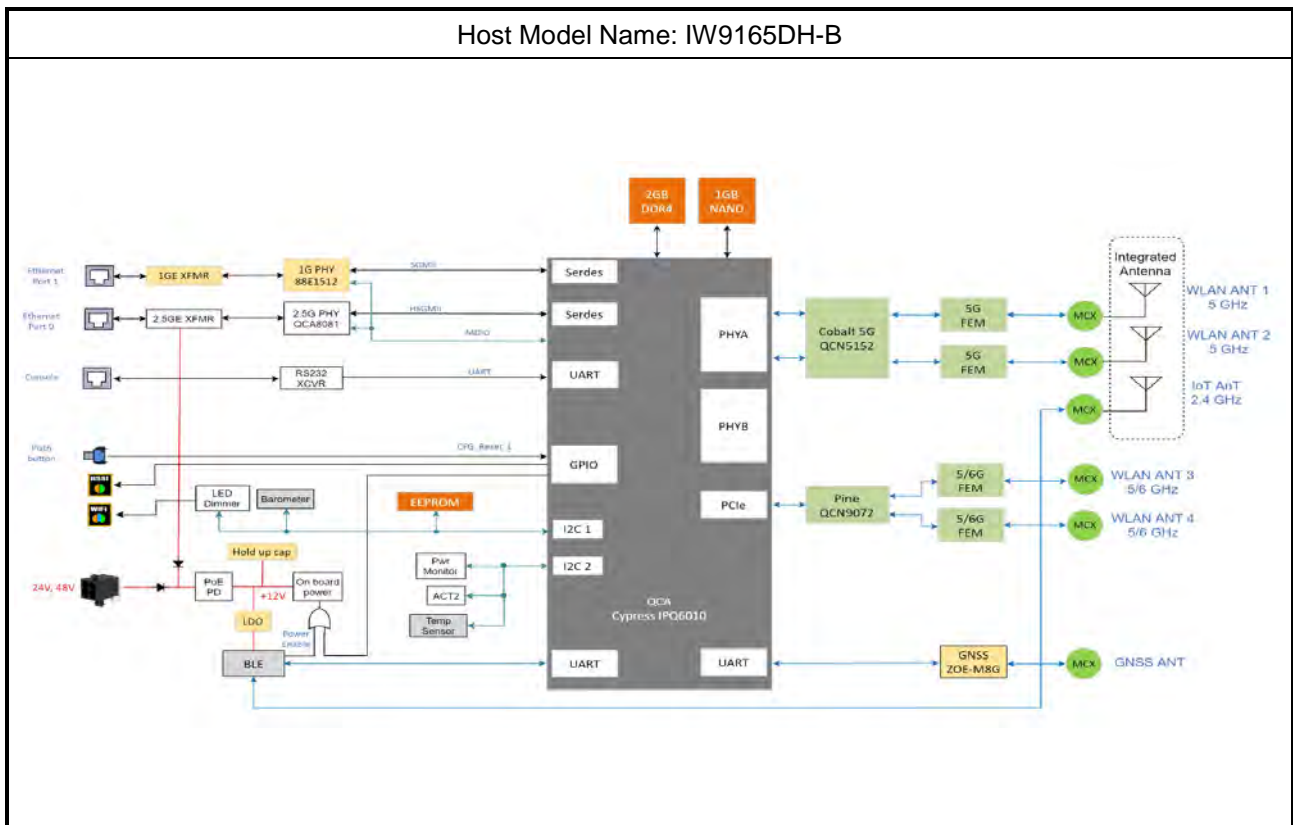 Host Model Name: IW9165DH-B
2GB
DDR4
1GB
NAND
Ethernet
Port 1
1GE XFMR
1G PHY
88E1512
SGMII
Serdes
Ethernet
Port 0
2.5GE XFMR
2.5G PHY
QCA8081
HSGMII
Serdes
MDIO
Console
RS232
XCVR
UART
UART
Push
button
GPIO
RSSI
WIFI
LED
Dimmer
Barometer
EEPROM
I2C 1
Hold up cap
Pwr
Monitor
I2C 2
24V, 48V
PoE
PD
+12V
On board
power
ACT2
LDO
Temp
Sensor
Power
Enable
BLE
UART
QCA
Cypress IPQ6010
UART
PHYA
PHYB
PCIe
Cobalt 5G
QCN5152
5G
FEM
5G
FEM
MCX
MCX
MCX
Integrated
Antenna
WLAN ANT 1
5 GHz
WLAN ANT 2
5 GHz
IoT AnT
2.4 GHz
Pine
QCN9072
5/6G
FEM
5/6G
FEM
MCX
MCX
WLAN ANT 3
5/6 GHz
WLAN ANT 4
5/6 GHz
GNSS
ZOE-M8G
MCX
GNSS ANT